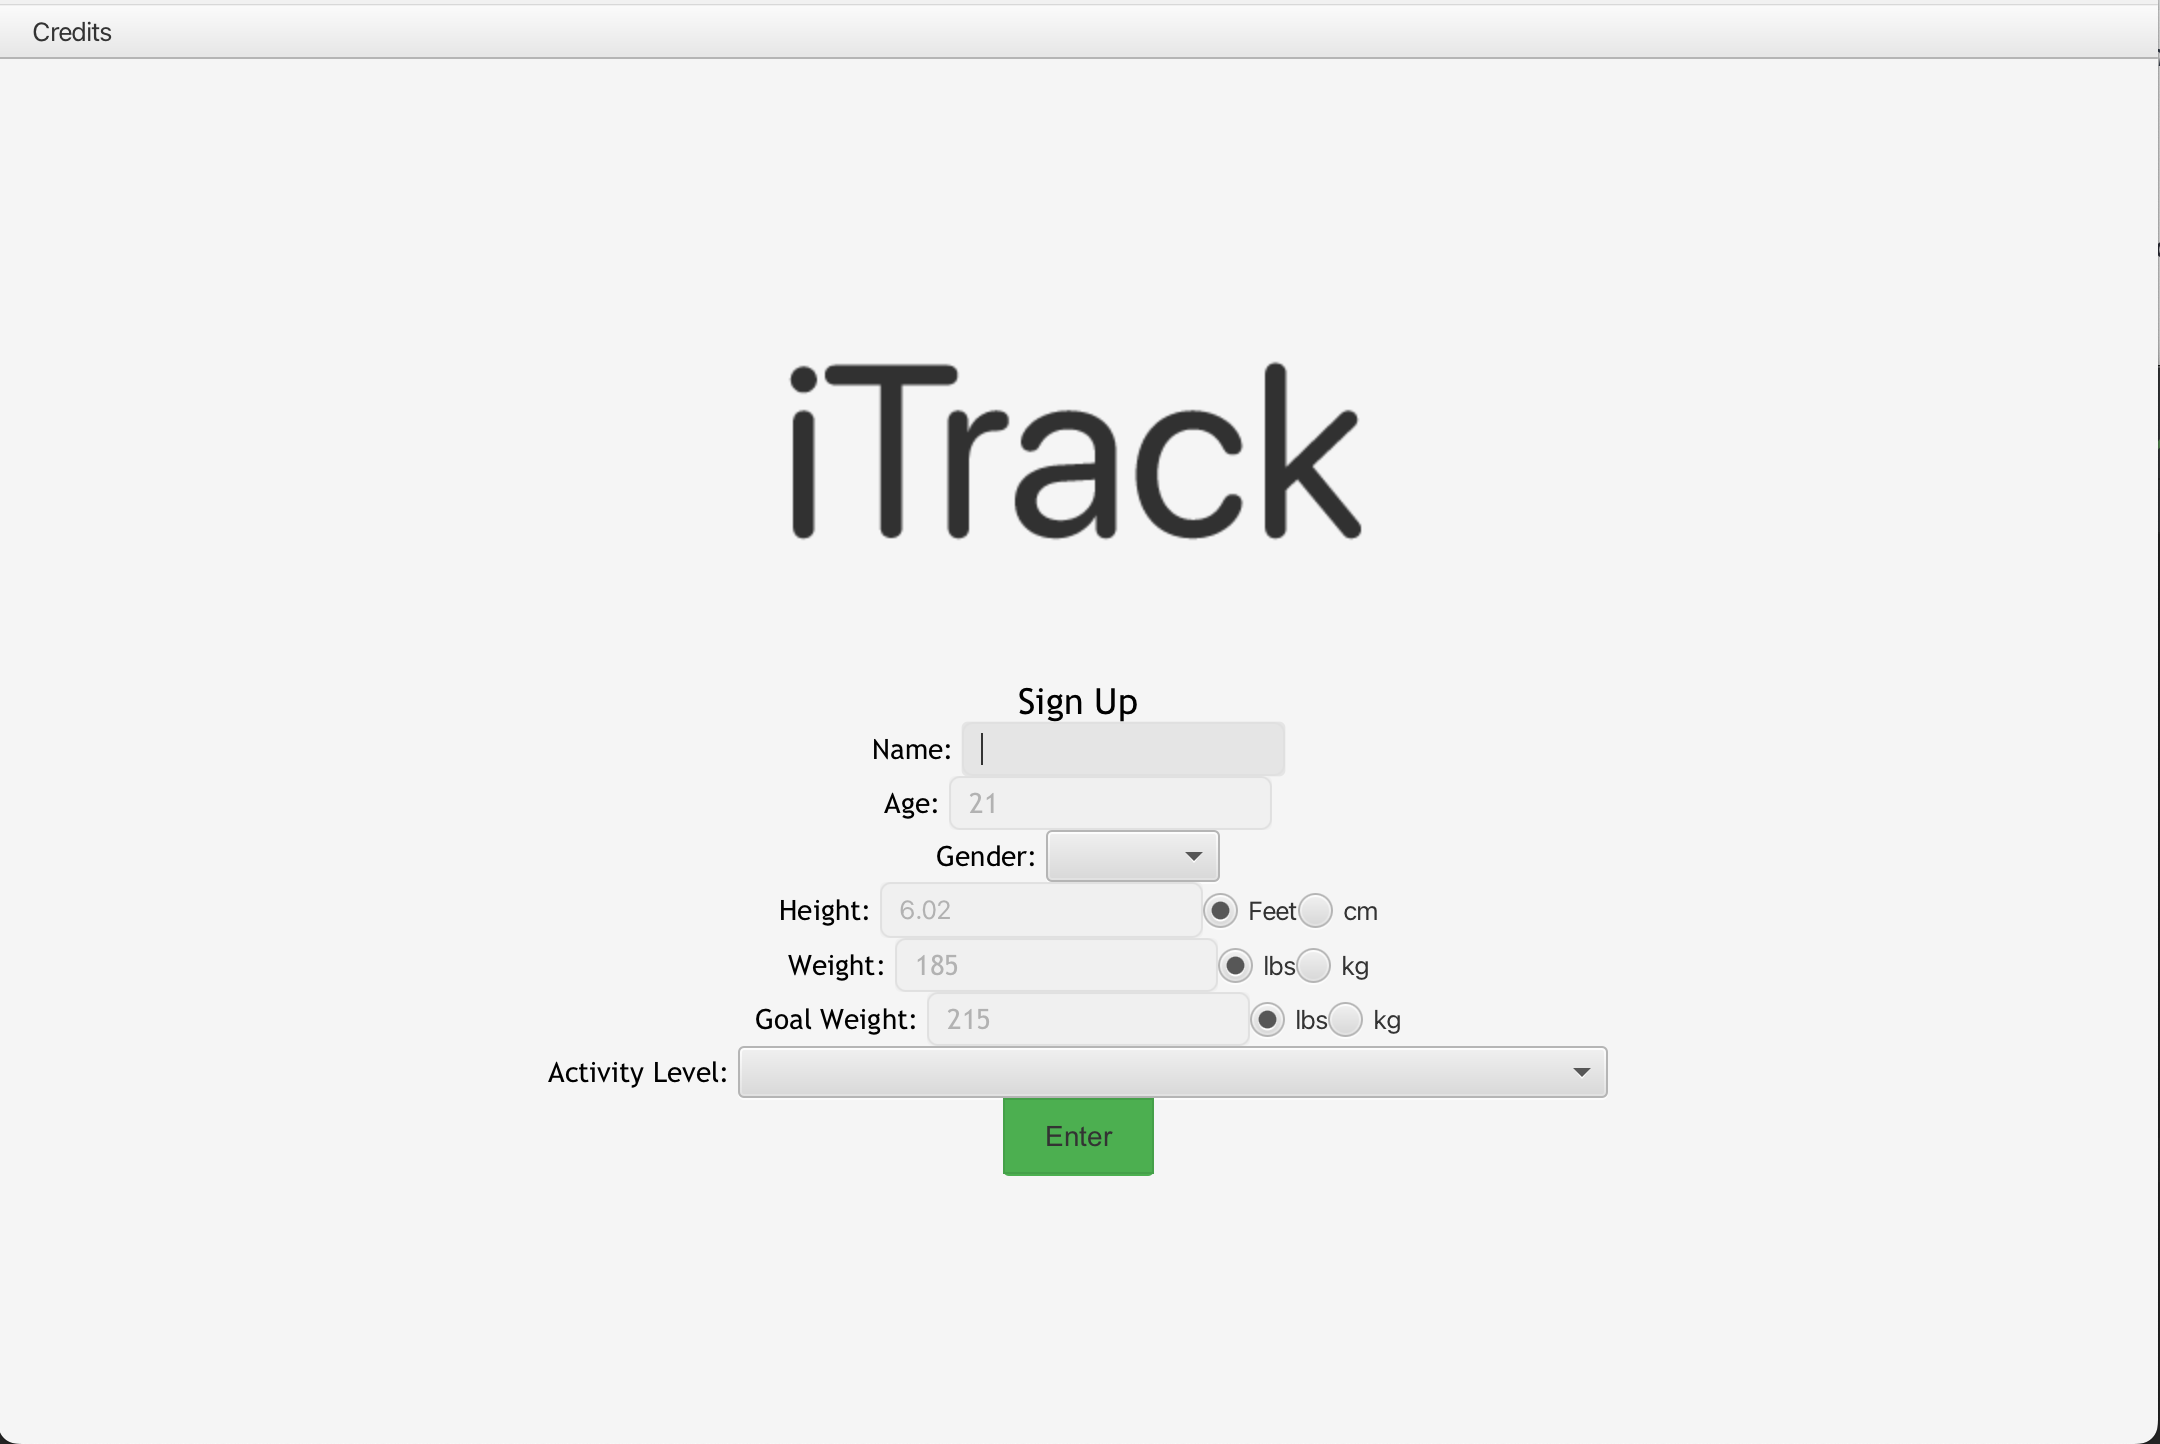 Credits
iTrack
Sign Up
Name:
Age: 21
Gender:
Height: 6.02 Feet cm
Weight: 185 lbs kg
Goal Weight: 215 lbs kg
Activity Level:
Enter